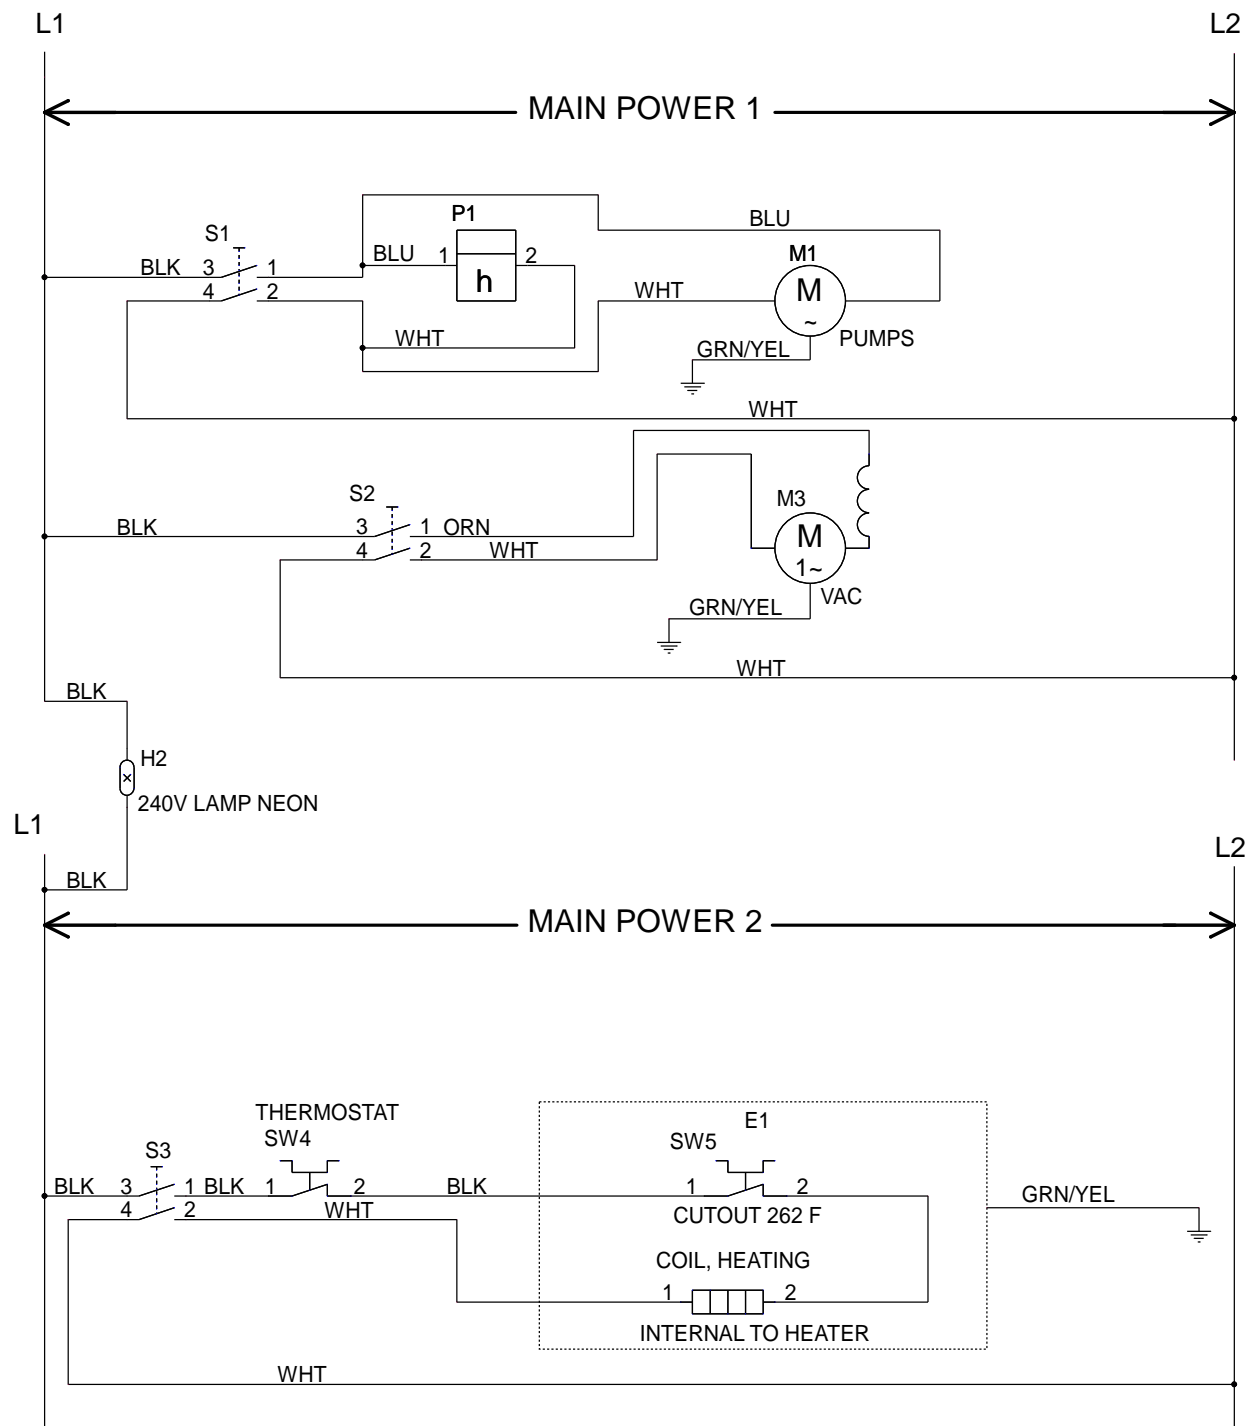 L1
L2
MAIN POWER 1
P1
BLU
S1
BLU
1
2
M1
BLK
3
1
h
M
~
4
2
WHT
WHT
PUMPS
GRN/YEL
WHT
S2
M3
BLK
3
1
ORN
4
2
WHT
M
1~
VAC
GRN/YEL
WHT
BLK
H2
240V LAMP NEON
L1
L2
BLK
MAIN POWER 2
THERMOSTAT
SW4
E1
SW5
S3
BLK
3
1
BLK
1
2
BLK
1
2
GRN/YEL
4
2
WHT
CUTOUT 262 F
COIL, HEATING
1
2
INTERNAL TO HEATER
WHT